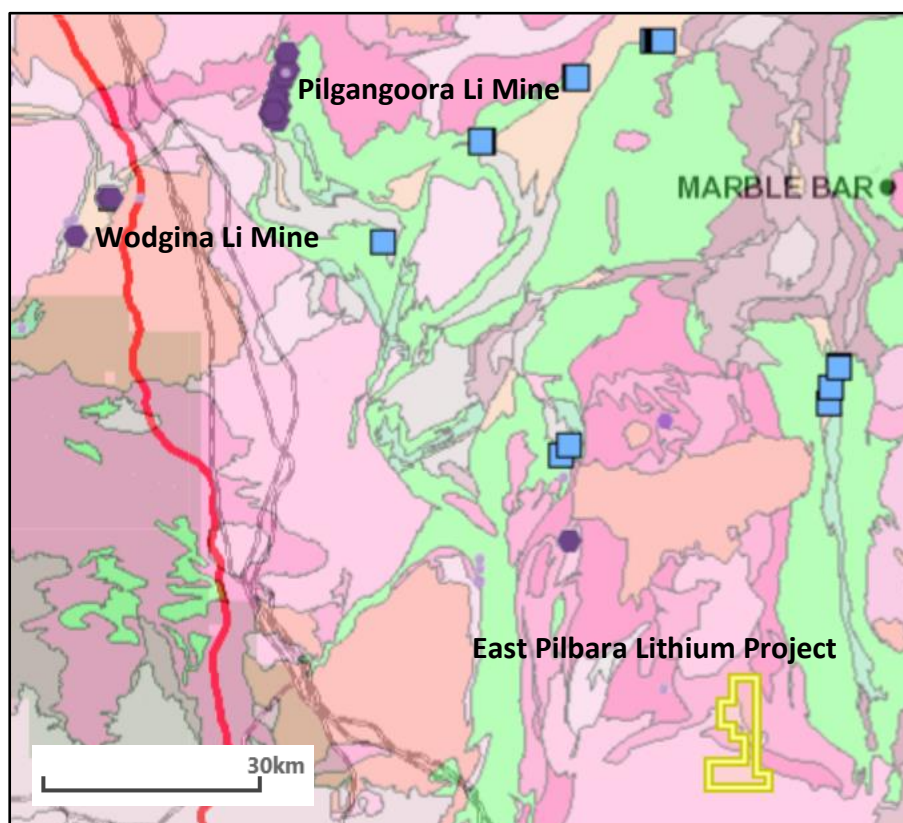 Pilgangoora Li Mine
MARBLE BAR
Wodgina Li Mine
East Pilbara Lithium Project
30km